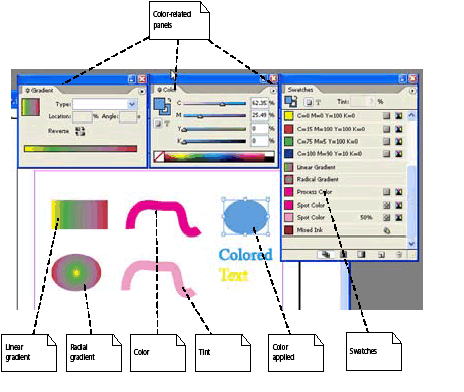 Color-related
panels
Gradient
Type:
Location: % Angle:
Reverse
Color
C 62.35
M 25.49
Y 0 %
K 0 %
Swatches
Tint: %
C=0 M=0 Y=100 K=0
C=15 M=100 Y=100 K=0
C=75 M=5 Y=100 K=0
C=100 M=90 Y=10 K=0
Linear Gradient
Radial Gradient
Process Color
Spot Color
Spot Color 50%
Mixed Ink
Colored
Text
Linear
gradient
Radial
gradient
Color
Tint
Color
applied
Swatches